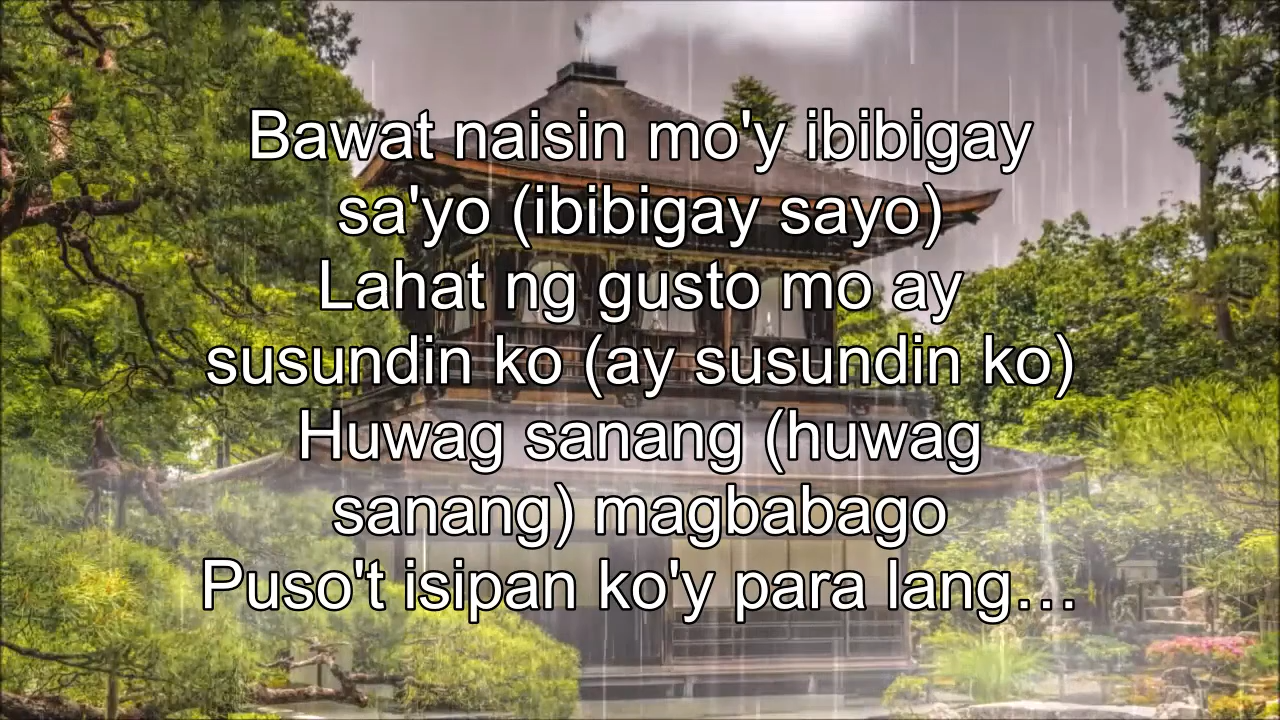 Bawat naisin mo'y ibibigay
sa'yo (ibibigay sayo)
Lahat ng gusto mo ay
susundin ko (ay susundin ko)
Huwag sanang (huwag
sanang) magbabago
Puso't isipan ko'y para lang…